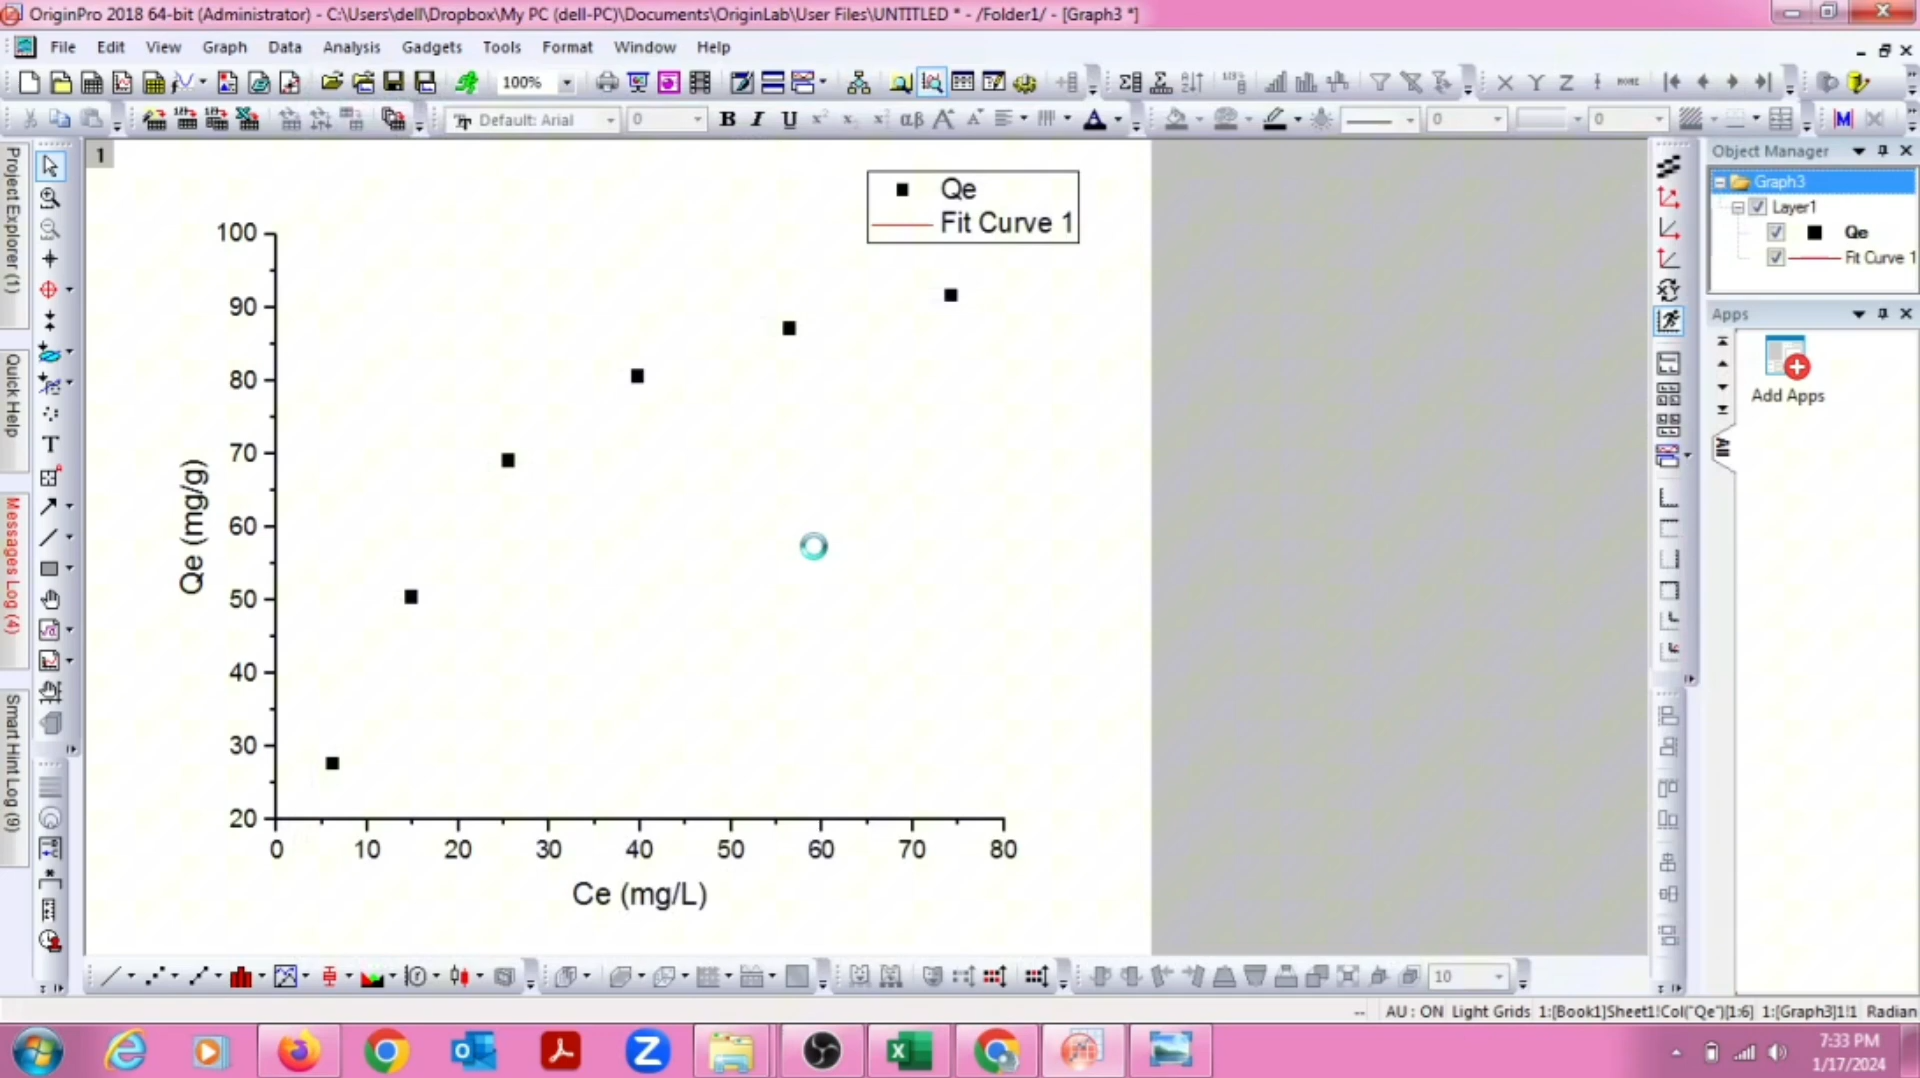 OriginPro 2018 64-bit (Administrator) - C:\Users\dell\Dropbox\My PC (dell-PC)\Documents\OriginLab\User Files\UNTITLED * - /Folder1/ - [Graph3 *]
File Edit View Graph Data Analysis Gadgets Tools Format Window Help
100%
Default: Arial 0 B I U αβ A A 0 0 M
Project Explorer (1)
Quick Help
Messages Log (4)
Smart Hint Log (9)
T
1
Qe
Fit Curve 1
100
90
80
70
60
50
40
30
20
Qe (mg/g)
0 10 20 30 40 50 60 70 80
Ce (mg/L)
Object Manager
Graph3
Layer1
Qe
Fit Curve 1
Apps
Add Apps
All
10
-- AU : ON Light Grids 1:[Book1]Sheet1!Col("Qe")[1:6] 1:[Graph3]1!1 Radian
7:33 PM
1/17/2024